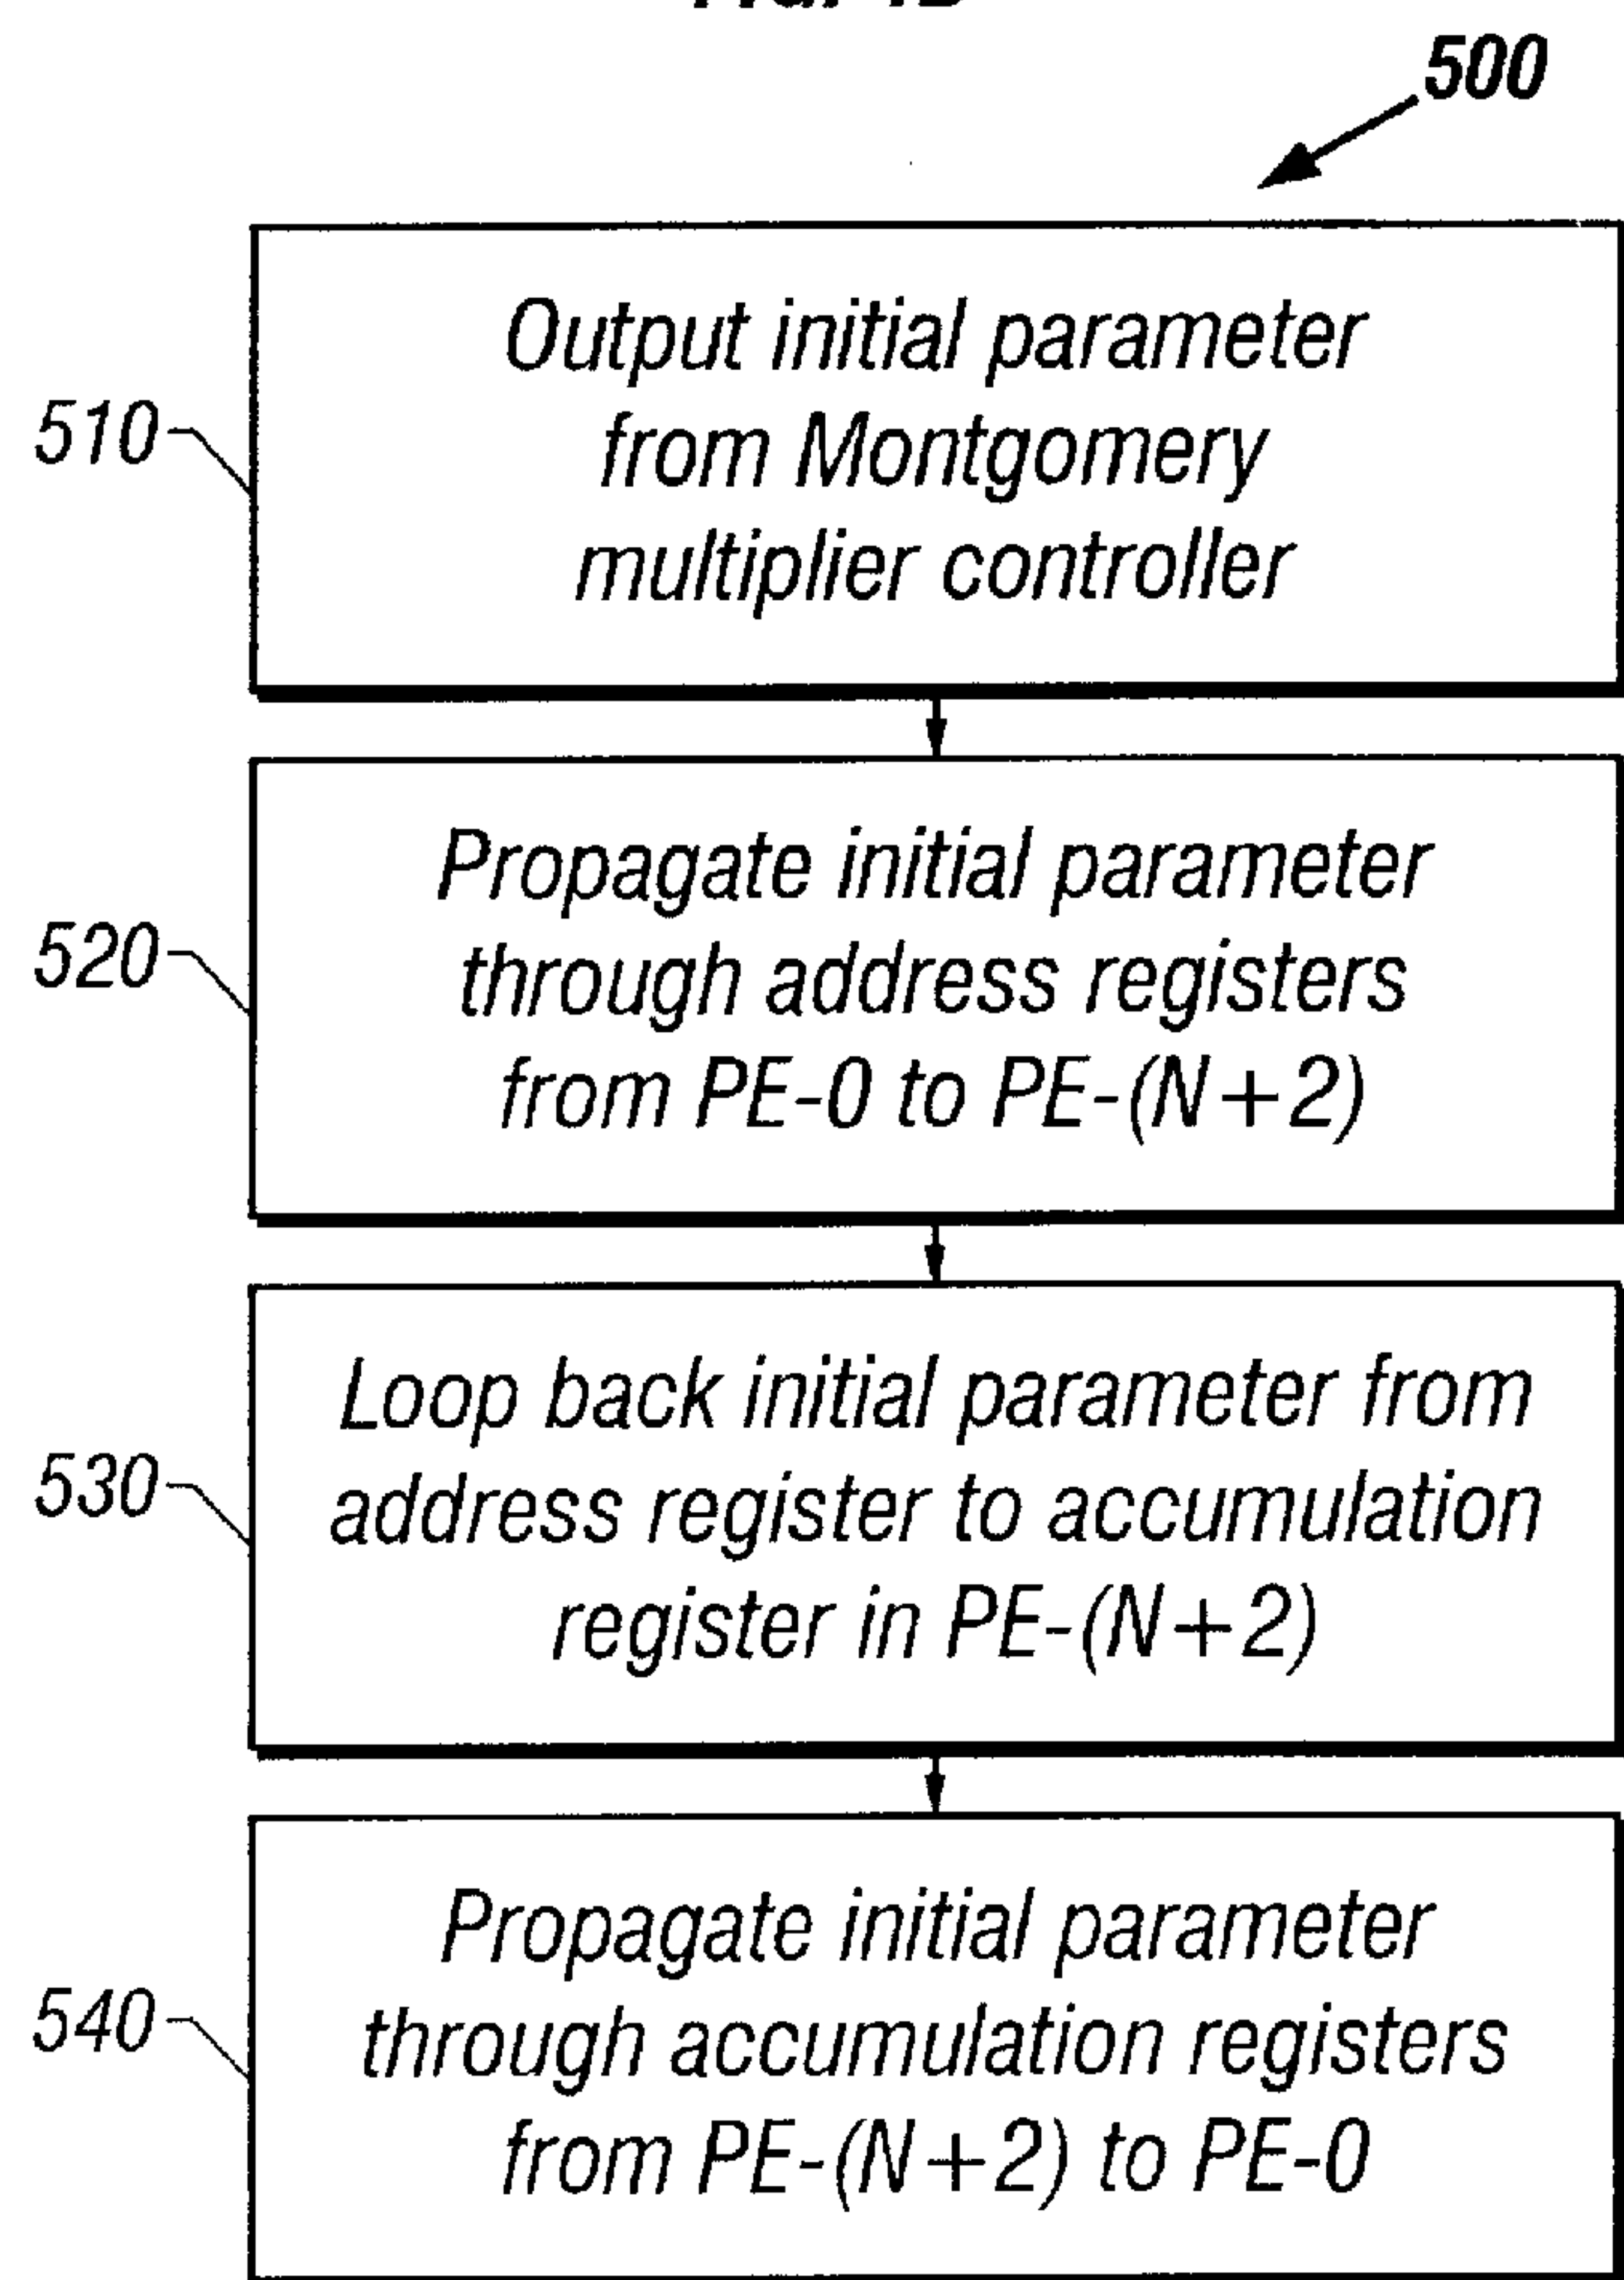 500
510
Output initial parameter
from Montgomery
multiplier controller
520
Propagate initial parameter
through address registers
from PE-0 to PE-(N+2)
530
Loop back initial parameter from
address register to accumulation
register in PE-(N+2)
540
Propagate initial parameter
through accumulation registers
from PE-(N+2) to PE-0